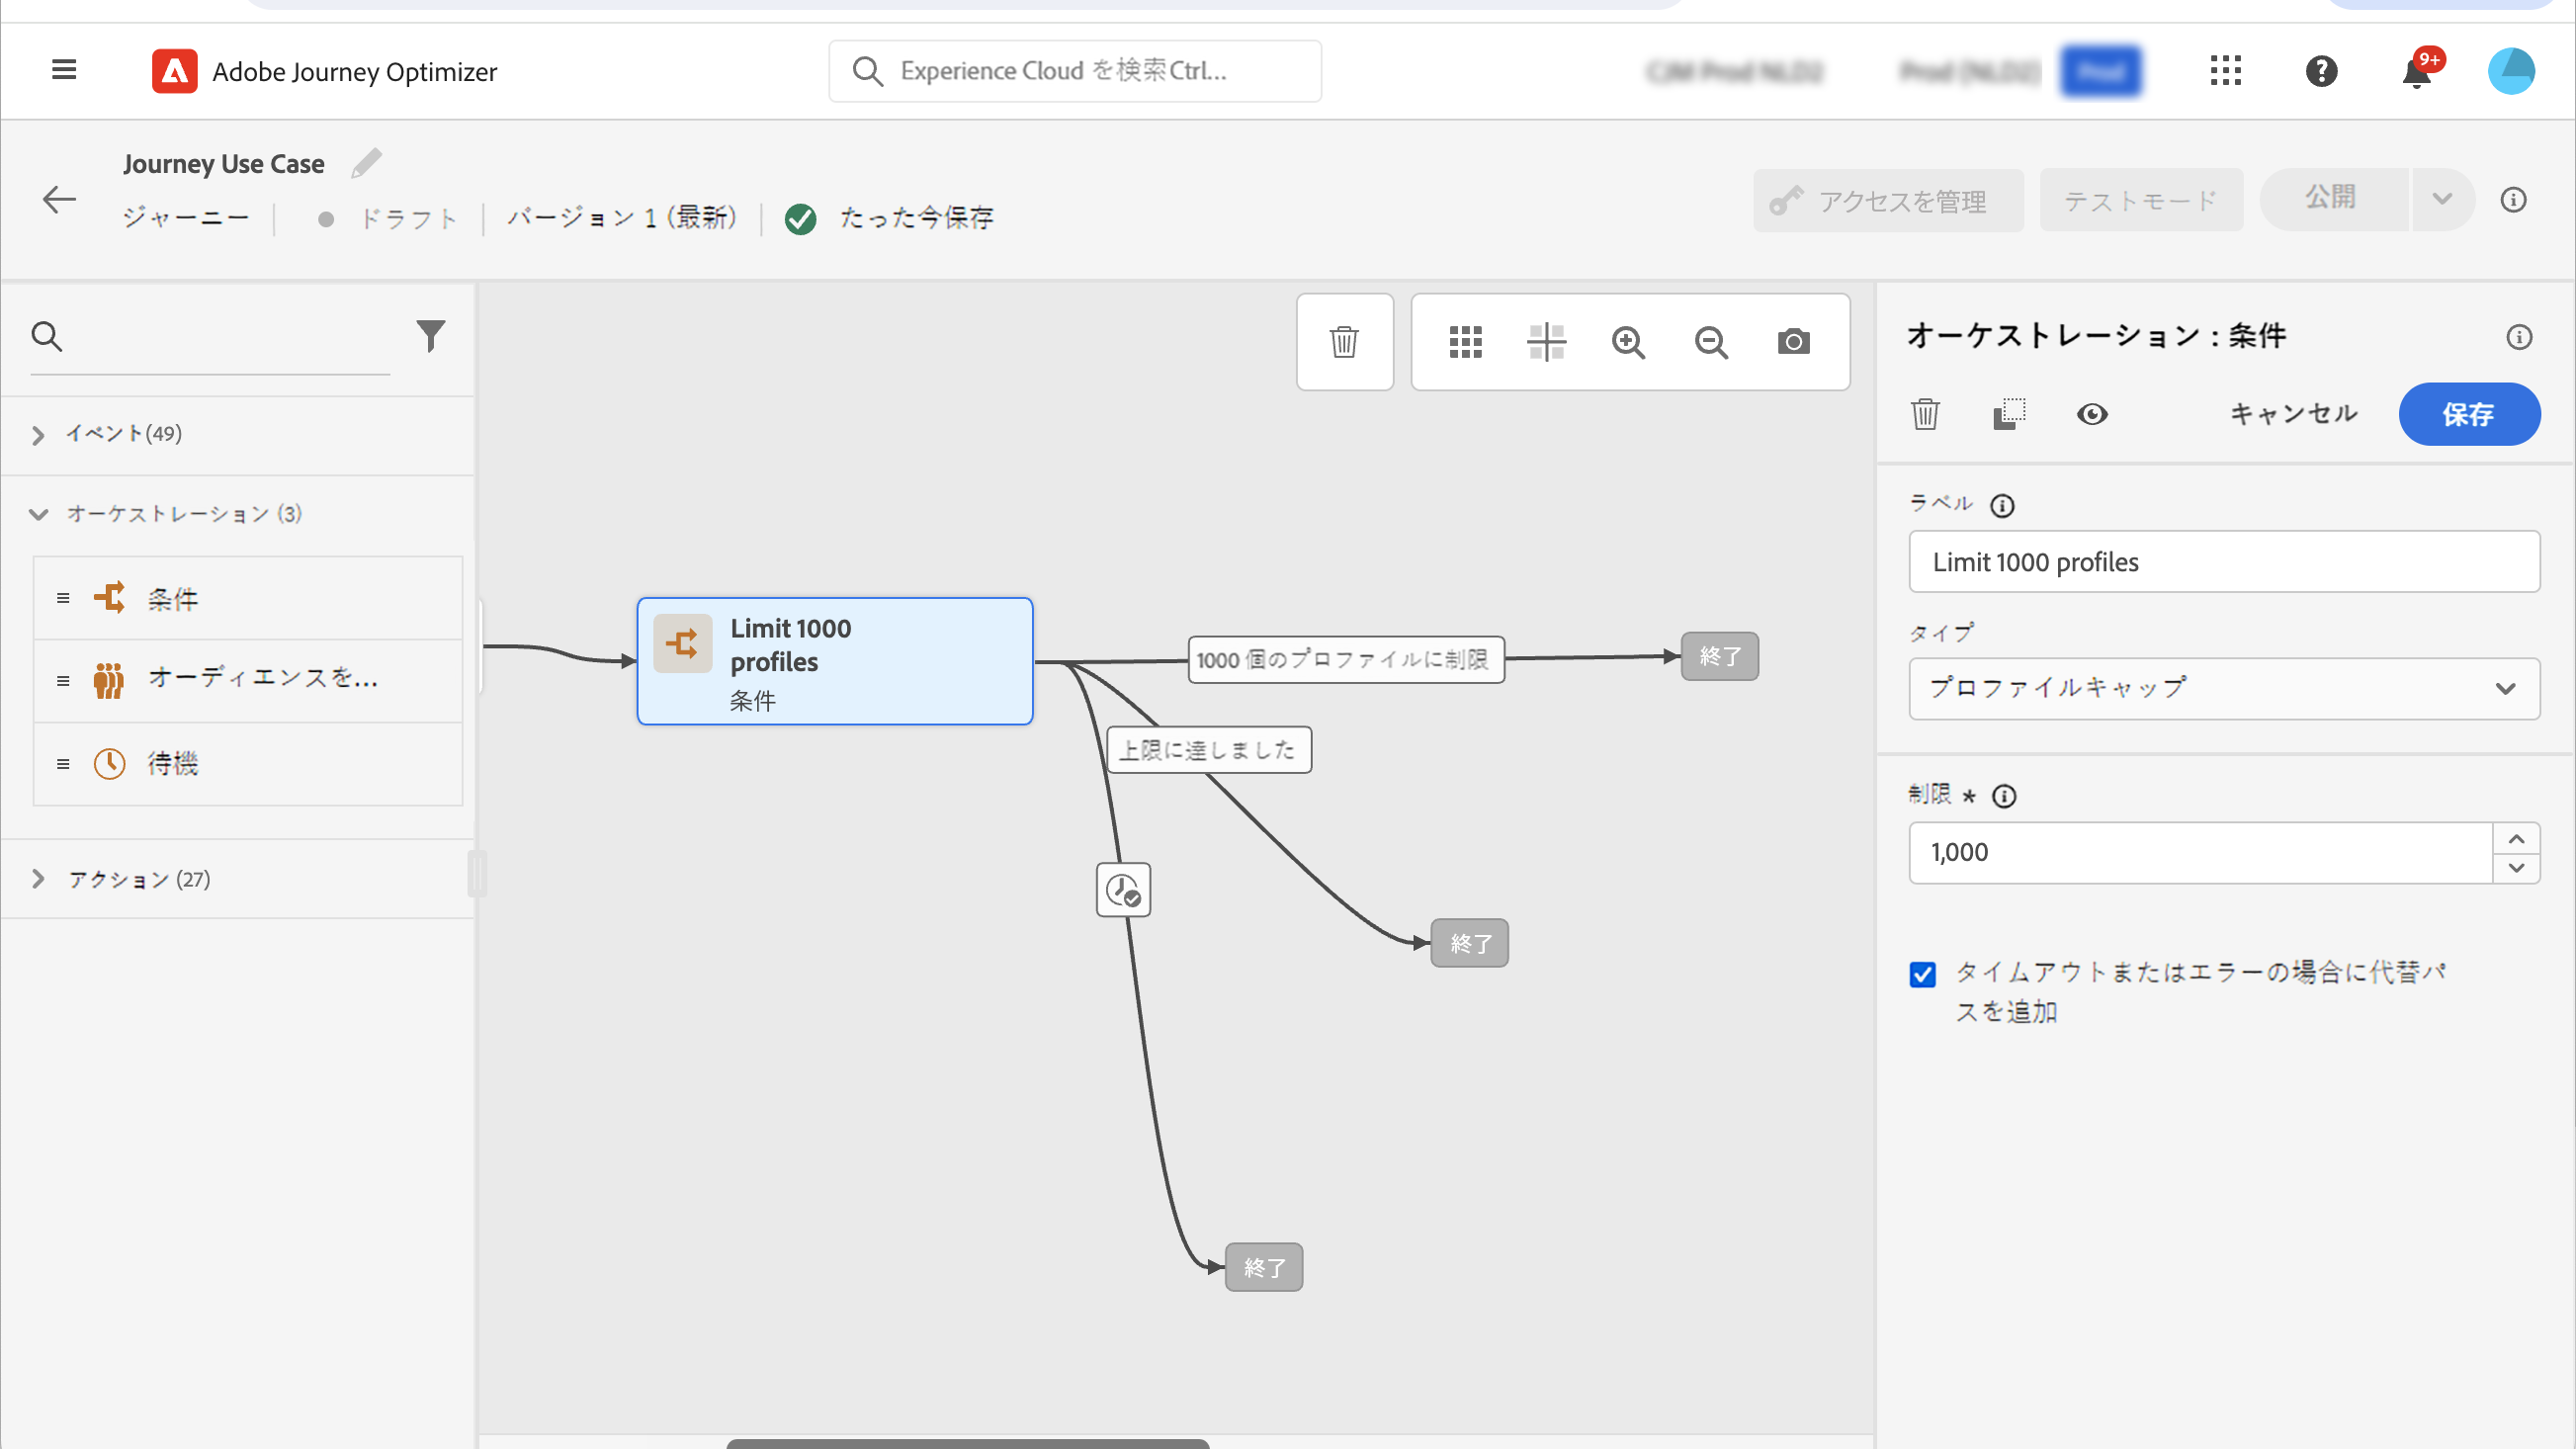 Adobe Journey Optimizer
Experience Cloud を検索Ctrl...
9+
Journey Use Case
ジャーニー
ドラフト
バージョン 1 (最新)
たった今保存
アクセスを管理
テストモード
公開
イベント(49)
オーケストレーション (3)
条件
オーディエンスを...
待機
アクション (27)
Limit 1000
profiles
条件
1000 個のプロファイルに制限
終了
上限に達しました
終了
終了
オーケストレーション : 条件
キャンセル
保存
ラベル
Limit 1000 profiles
タイプ
プロファイルキャップ
制限 *
1,000
タイムアウトまたはエラーの場合に代替パ
スを追加